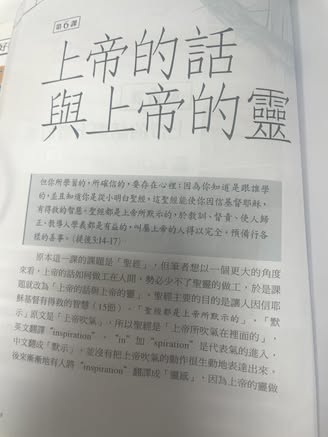 好
第6課
上帝的話
與上帝的靈
但你所學習的，所確信的，要存在心裡；因為你知道是跟誰學
的，並且知道你是從小明白聖經，這聖經能使你因信基督耶穌，
有得救的智慧。聖經都是上帝所默示的，於教訓、督責、使人歸
正、教導人學義都是有益的，叫屬上帝的人得以完全，預備行各
樣的善事。（提後3:14-17）
原本這一課的課題是「聖經」，但筆者想以一個更大的角度
來看，上帝的話如何做工在人間，勢必少不了聖靈的做工，於是課
題就改為「上帝的話與上帝的靈」。聖經主要的目的是讓人因信耶
穌基督有得救的智慧（15節）。「聖經都是上帝所默示的」，「默
示」原文是「上帝吹氣」，所以聖經是「上帝所吹氣在裡面的」，
英文翻譯“inspiration”，“in”加“spiration”是代表氣的進入，
中文翻成「默示」，並沒有把上帝吹氣的動作很生動地表達出來，
後來漸漸地有人將“inspiration”翻譯成「靈感」，因為上帝的靈做